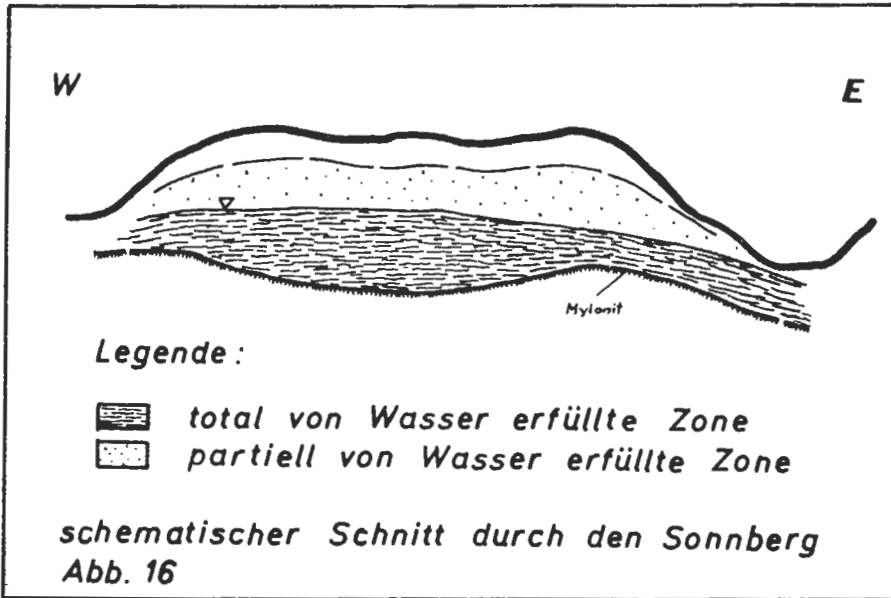 W
E
Mylonit
Legende :
total von Wasser erfüllte Zone
partiell von Wasser erfüllte Zone
schematischer Schnitt durch den Sonnberg
Abb. 16